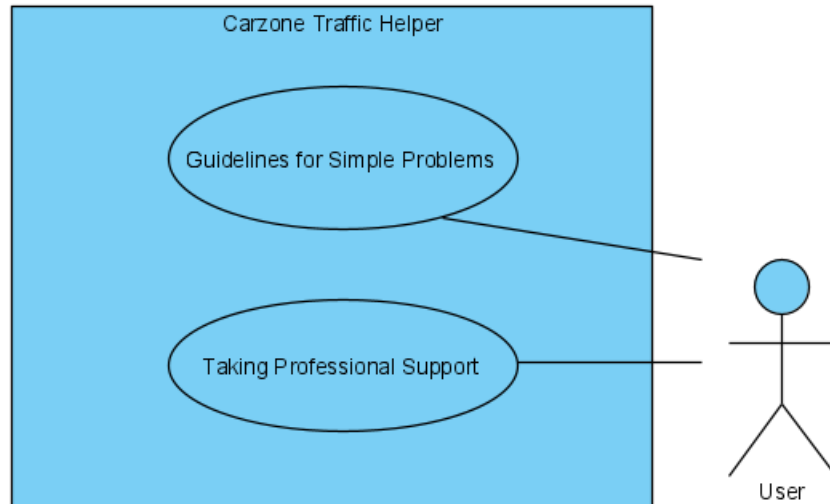 Carzone Traffic Helper
Guidelines for Simple Problems
Taking Professional Support
User